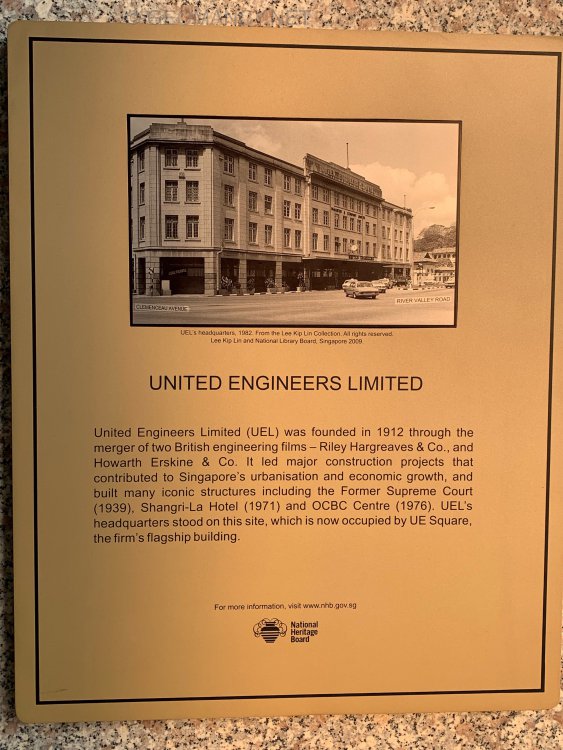 CLEMENCEAU AVENUE
RIVER VALLEY ROAD
UEL's headquarters, 1982. From the Lee Kip Lin Collection. All rights reserved.
Lee Kip Lin and National Library Board, Singapore 2009.
UNITED ENGINEERS LIMITED
United Engineers Limited (UEL) was founded in 1912 through the
merger of two British engineering films – Riley Hargreaves & Co., and
Howarth Erskine & Co. It led major construction projects that
contributed to Singapore's urbanisation and economic growth, and
built many iconic structures including the Former Supreme Court
(1939), Shangri-La Hotel (1971) and OCBC Centre (1976). UEL's
headquarters stood on this site, which is now occupied by UE Square,
the firm's flagship building.
For more information, visit www.nhb.gov.sg
National
Heritage
Board